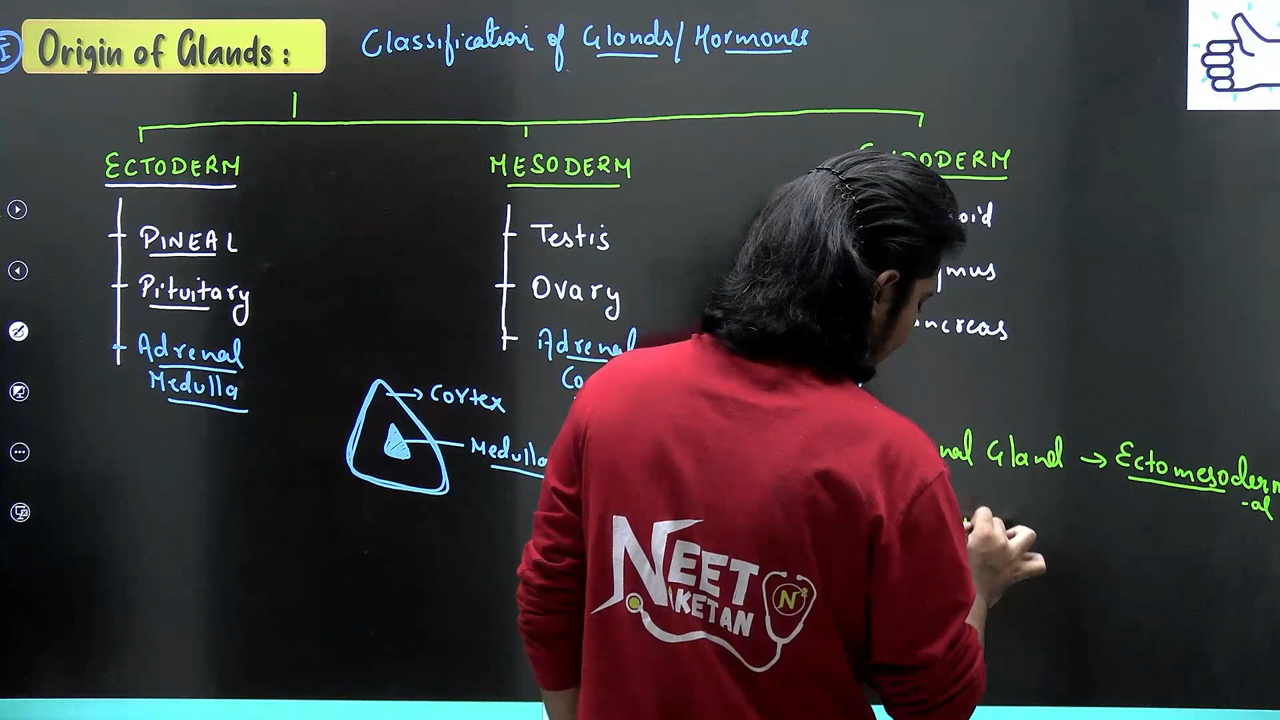 I
Origin of Glands :
Classification of Glands/Hormones
ECTODERM
MESODERM
PINEAL
Testis
Pituitary
Ovary
Adrenal
Medulla
Adrenal
Cortex
Medulla
Gland → Ectomesoderm
-al
NEET
N